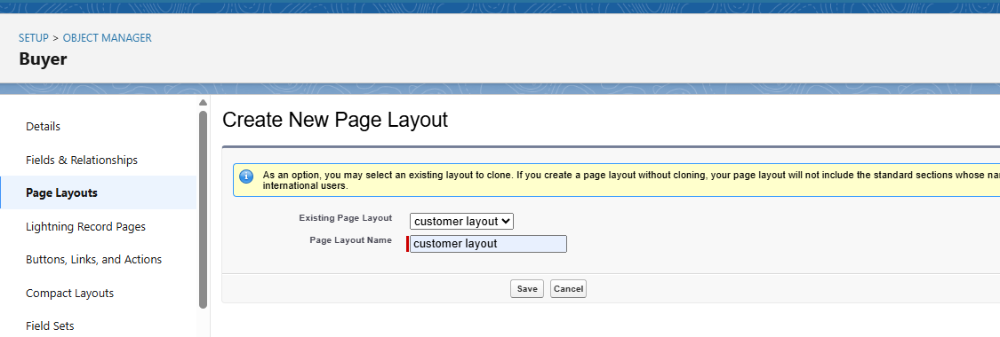 SETUP > OBJECT MANAGER
Buyer
Details
Fields & Relationships
Page Layouts
Lightning Record Pages
Buttons, Links, and Actions
Compact Layouts
Field Sets
Create New Page Layout
As an option, you may select an existing layout to clone. If you create a page layout without cloning, your page layout will not include the standard sections whose
international users.
Existing Page Layout customer layout
Page Layout Name customer layout
Save Cancel